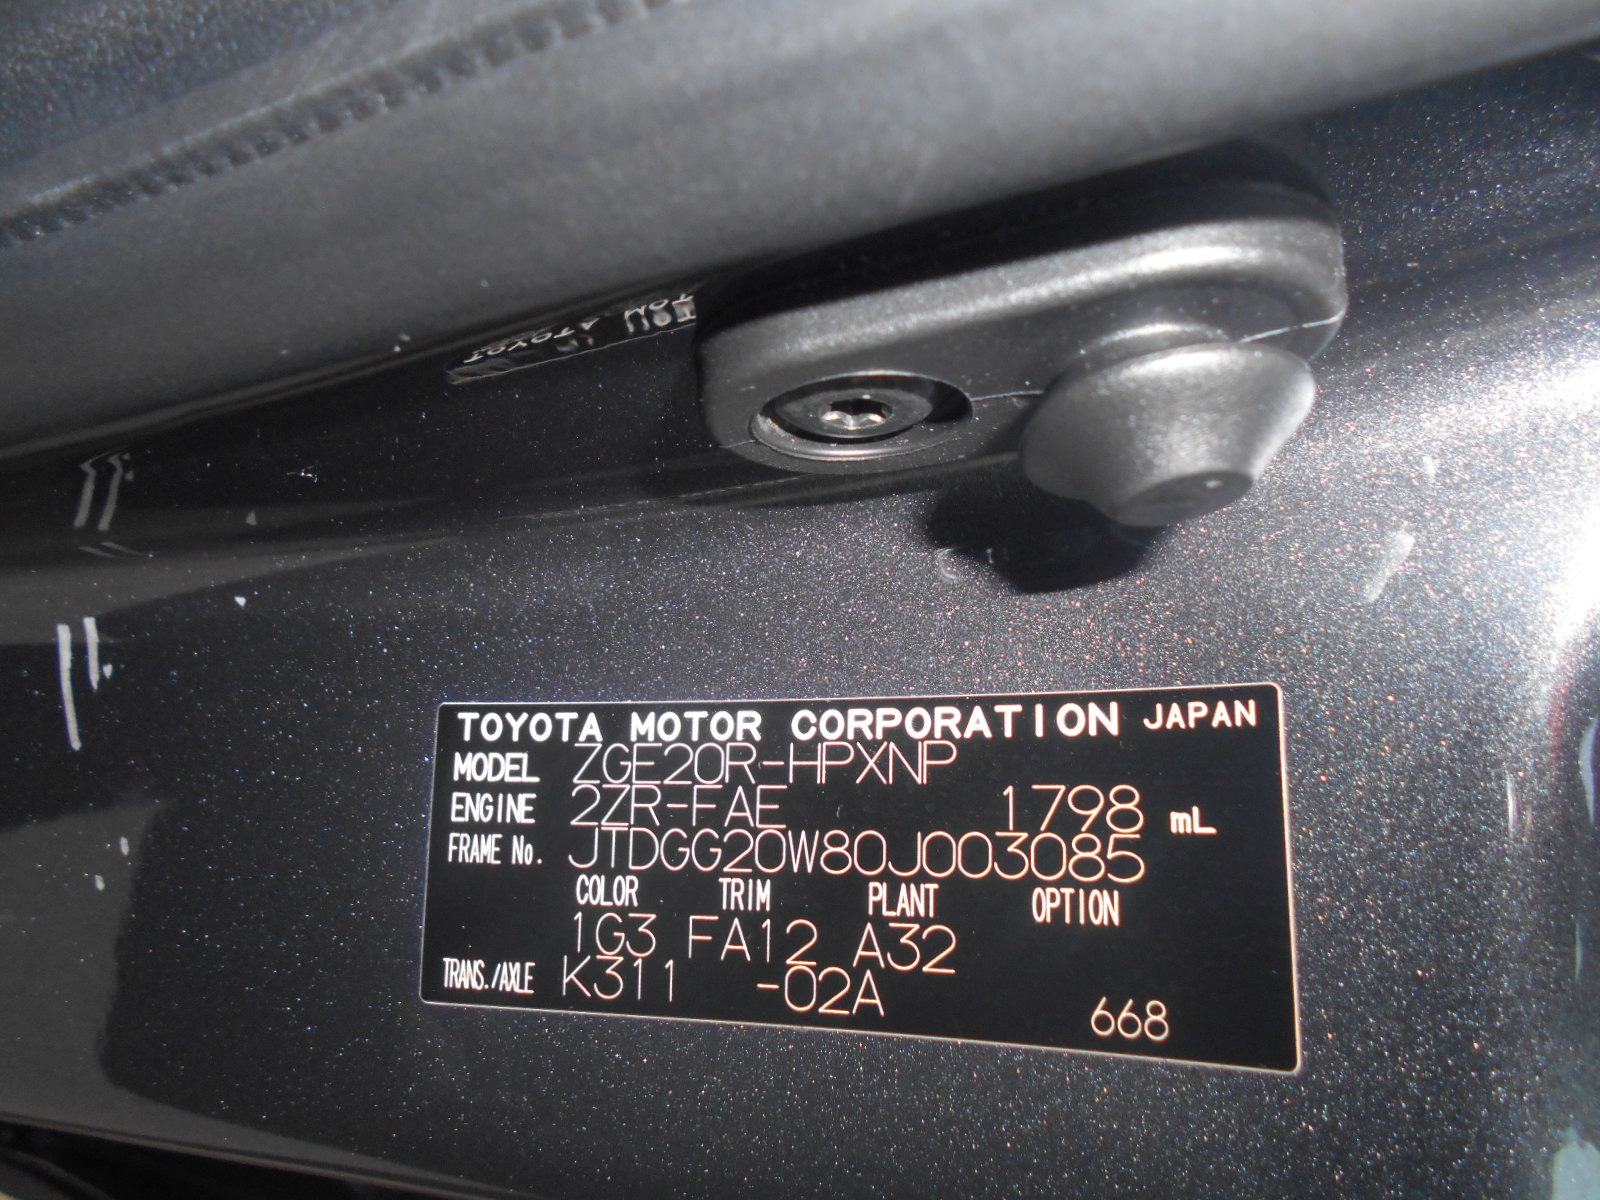 TOYOTA MOTOR CORPORATION JAPAN
MODEL ZGE20R-HPXNP
ENGINE 2ZR-FAE 1798 mL
FRAME No. JTDGG20W80J003085
COLOR TRIM PLANT OPTION
1G3 FA12 A32
TRANS./AXLE K311 -02A
668